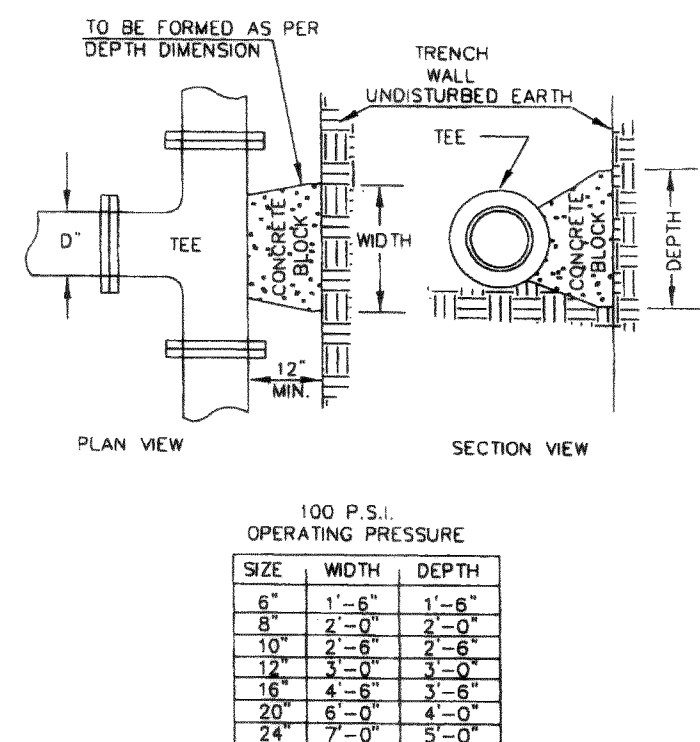 TO BE FORMED AS PER
DEPTH DIMENSION
TRENCH
WALL
UNDISTURBED EARTH
TEE
D"
TEE
CONCRETE
BLOCK
WIDTH
CONCRETE
BLOCK
DEPTH
12"
MIN.
PLAN VIEW
SECTION VIEW
100 P.S.I.
OPERATING PRESSURE
SIZE WIDTH DEPTH
6" 1'-6" 1'-6"
8" 2'-0" 2'-0"
10" 2'-6" 2'-6"
12" 3'-0" 3'-0"
16" 4'-6" 3'-6"
20" 6'-0" 4'-0"
24" 7'-0" 5'-0"